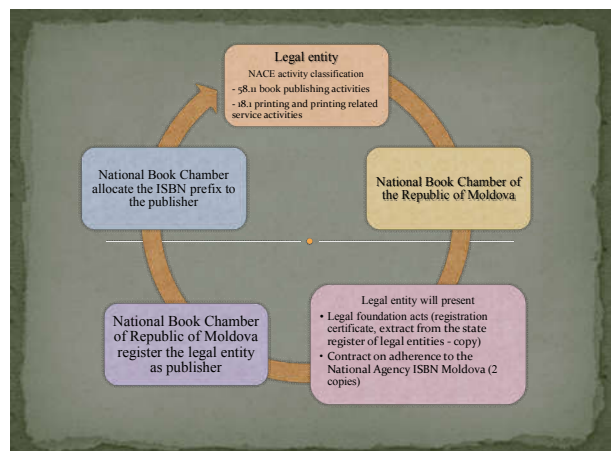 Legal entity
NACE activity classification
- 58.11 book publishing activities
- 18.1 printing and printing related
service activities
National Book Chamber of
the Republic of Moldova
Legal entity will present
• Legal foundation acts (registration
certificate, extract from the state
register of legal entities - copy)
• Contract on adherence to the
National Agency ISBN Moldova (2
copies)
National Book Chamber
of Republic of Moldova
register the legal entity
as publisher
National Book Chamber
allocate the ISBN prefix to
the publisher